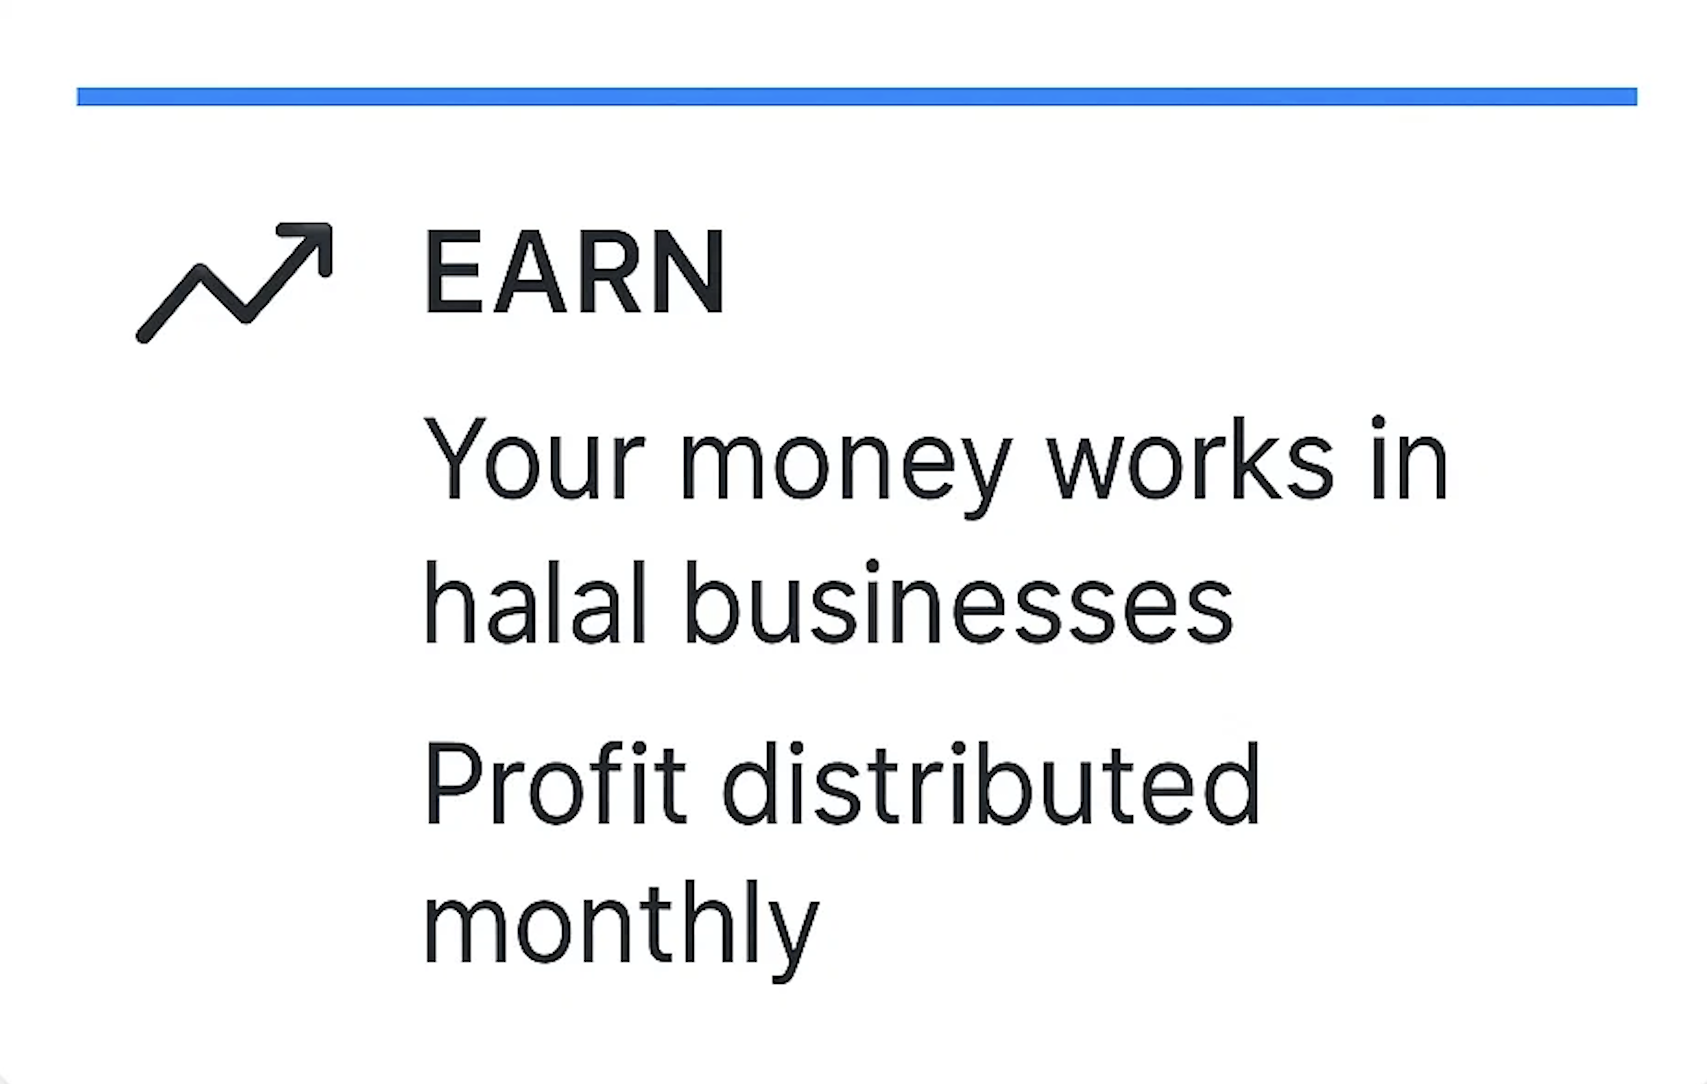 EARN
Your money works in
halal businesses
Profit distributed
monthly